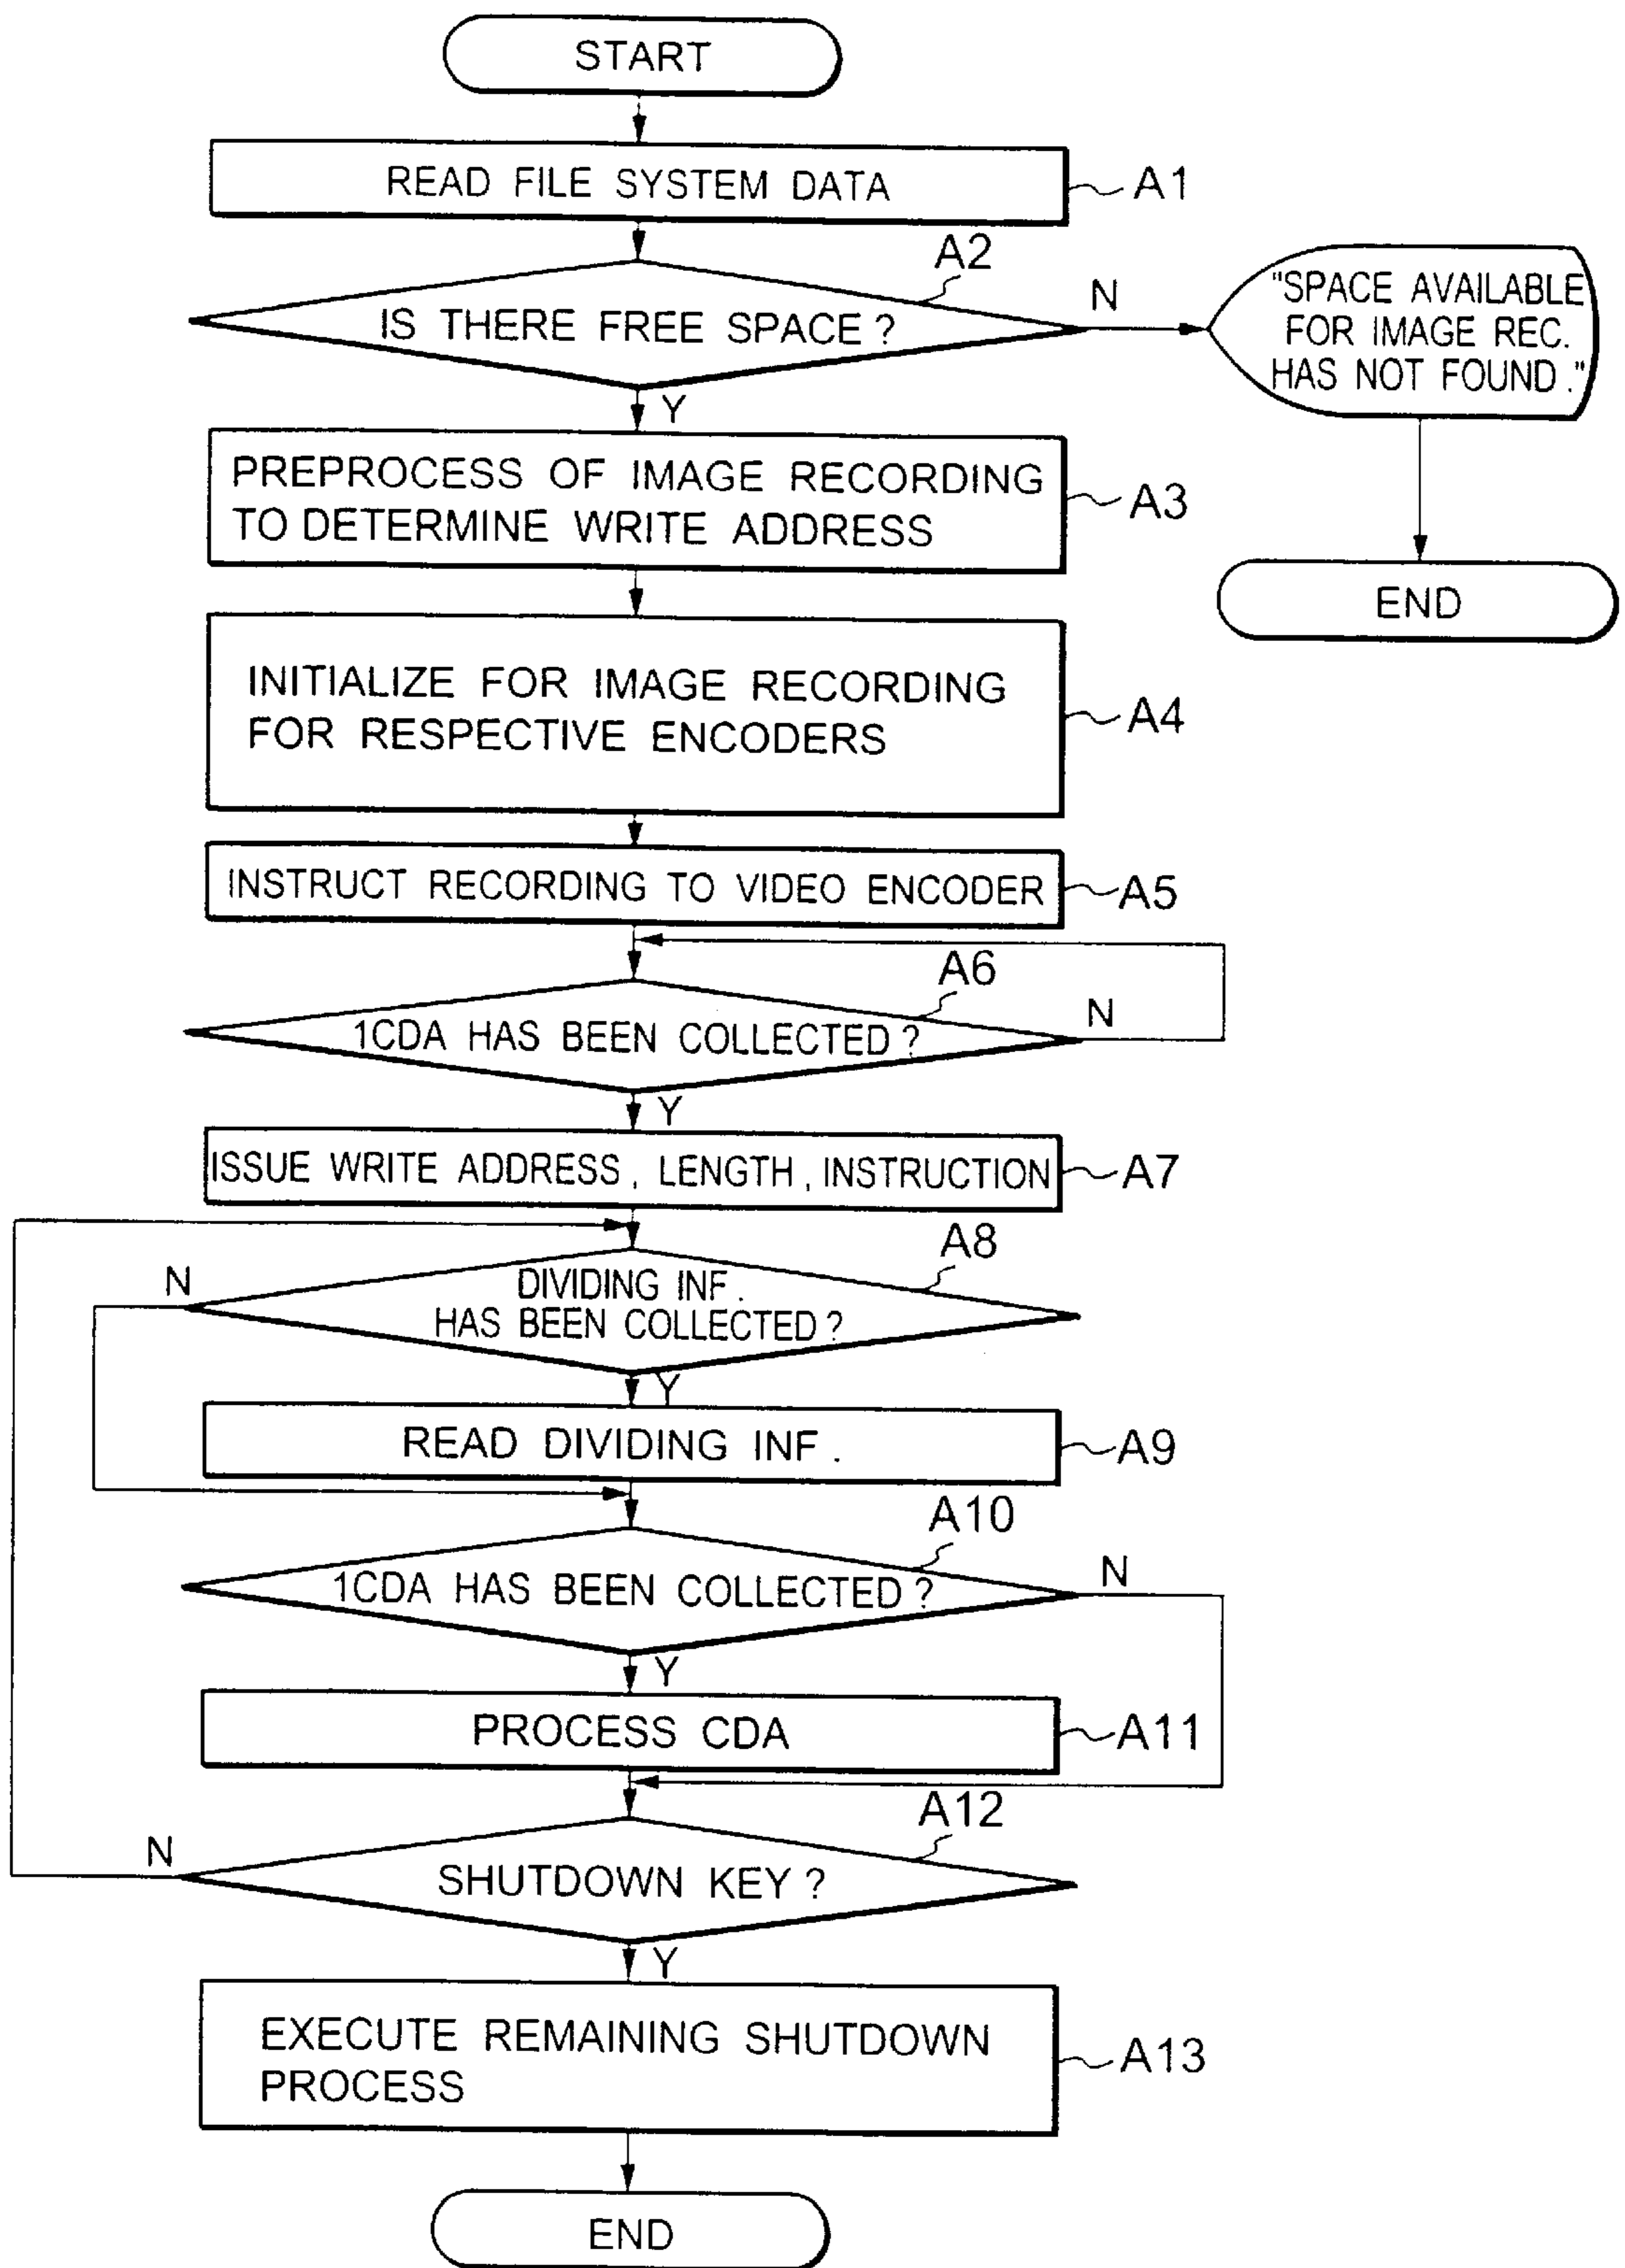 START
READ FILE SYSTEM DATA
A1
A2
IS THERE FREE SPACE ?
N
"SPACE AVAILABLE
FOR IMAGE REC.
HAS NOT FOUND ."
Y
END
PREPROCESS OF IMAGE RECORDING
TO DETERMINE WRITE ADDRESS
A3
INITIALIZE FOR IMAGE RECORDING
FOR RESPECTIVE ENCODERS
A4
INSTRUCT RECORDING TO VIDEO ENCODER
A5
A6
1CDA HAS BEEN COLLECTED ?
N
Y
ISSUE WRITE ADDRESS , LENGTH , INSTRUCTION
A7
A8
N
DIVIDING INF .
HAS BEEN COLLECTED ?
Y
READ DIVIDING INF .
A9
A10
1CDA HAS BEEN COLLECTED ?
N
Y
PROCESS CDA
A11
A12
N
SHUTDOWN KEY ?
Y
EXECUTE REMAINING SHUTDOWN
PROCESS
A13
END